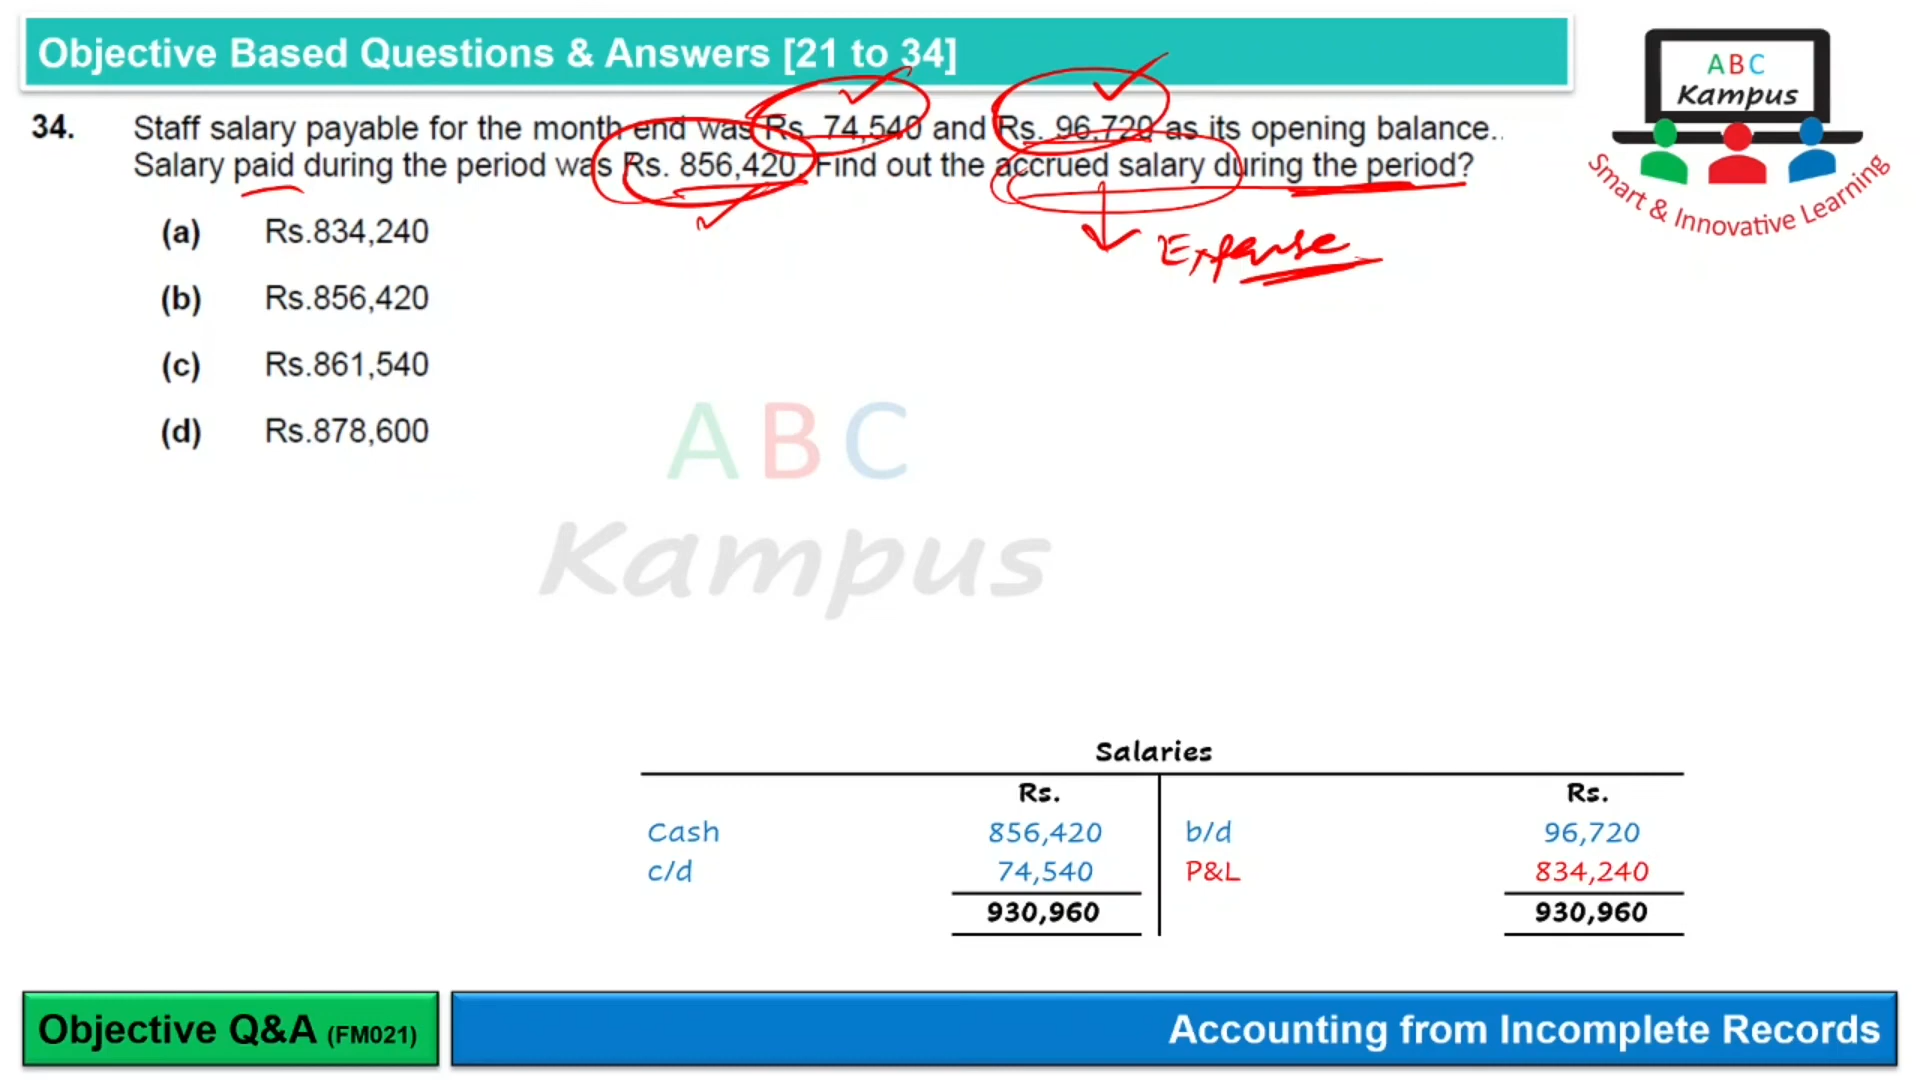 Objective Based Questions & Answers [21 to 34]
ABC
Kampus
Smart & Innovative Learning
34. Staff salary payable for the month end was Rs. 74,540 and Rs. 96,720 as its opening balance..
Salary paid during the period was Rs. 856,420. Find out the accrued salary during the period?
Expense
(a) Rs.834,240
(b) Rs.856,420
(c) Rs.861,540
(d) Rs.878,600
ABC
Kampus
Salaries
Rs. Rs.
Cash 856,420 b/d 96,720
c/d 74,540 P&L 834,240
930,960 930,960
Objective Q&A (FM021)
Accounting from Incomplete Records